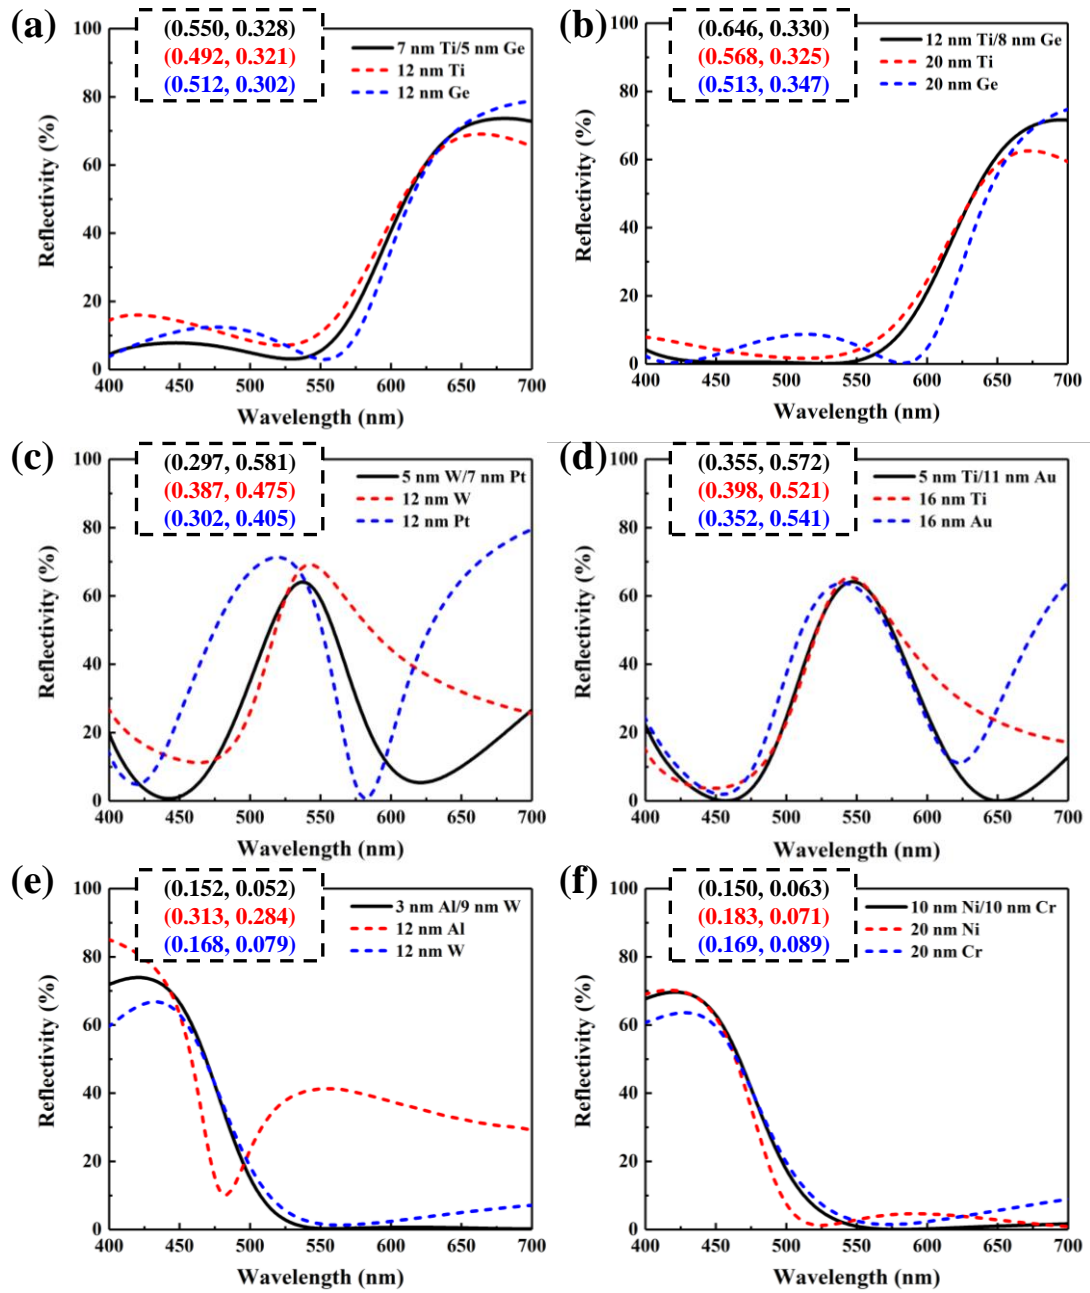 (a)
(0.550, 0.328)
(0.492, 0.321)
(0.512, 0.302)
7 nm Ti/5 nm Ge
12 nm Ti
12 nm Ge
100
80
60
40
20
0
Reflectivity (%)
400 450 500 550 600 650 700
Wavelength (nm)
(b)
(0.646, 0.330)
(0.568, 0.325)
(0.513, 0.347)
12 nm Ti/8 nm Ge
20 nm Ti
20 nm Ge
100
80
60
40
20
0
Reflectivity (%)
400 450 500 550 600 650 700
Wavelength (nm)
(c)
(0.297, 0.581)
(0.387, 0.475)
(0.302, 0.405)
5 nm W/7 nm Pt
12 nm W
12 nm Pt
100
80
60
40
20
0
Reflectivity (%)
400 450 500 550 600 650 700
Wavelength (nm)
(d)
(0.355, 0.572)
(0.398, 0.521)
(0.352, 0.541)
5 nm Ti/11 nm Au
16 nm Ti
16 nm Au
100
80
60
40
20
0
Reflectivity (%)
400 450 500 550 600 650 700
Wavelength (nm)
(e)
(0.152, 0.052)
(0.313, 0.284)
(0.168, 0.079)
3 nm Al/9 nm W
12 nm Al
12 nm W
100
80
60
40
20
0
Reflectivity (%)
400 450 500 550 600 650 700
Wavelength (nm)
(f)
(0.150, 0.063)
(0.183, 0.071)
(0.169, 0.089)
10 nm Ni/10 nm Cr
20 nm Ni
20 nm Cr
100
80
60
40
20
0
Reflectivity (%)
400 450 500 550 600 650 700
Wavelength (nm)